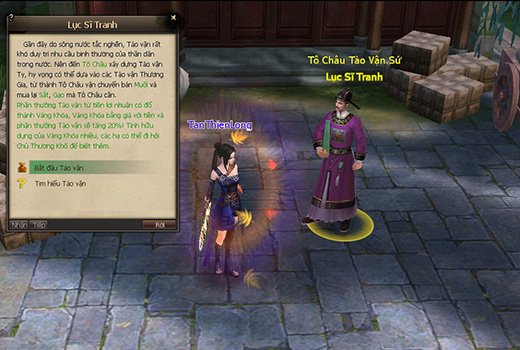 Lục Sĩ Tranh
Gần đây do sông nước tắc nghẽn, Tào vận rất
khó duy trì nhu cầu bình thường của thần dân
trong nước. Nên đến Tô Châu xây dựng Tào vận
Ty, hy vọng có thể dựa vào các Tào vận Thương
Gia, từ thành Tô Châu vận chuyển bán Muối và
mua lại Sắt, Gạo mà Tô Châu cần.
Phần thưởng Tào vận từ tiền lợi nhuận có đổ
thành Vàng khóa, Vàng khóa bằng giá với tiền và
phần thưởng Tào vận sẽ tăng 20%! Tính hữu
dụng của Vàng khóa nhiều, các hạ có thể đi hỏi
Chủ Thương Khố để biết thêm.
Bắt đầu Tào vận
Tìm hiểu Tào vận
Nhận Tiếp Rời
Tô Châu Tào Vận Sứ
Lục Sĩ Tranh
TanThienLong